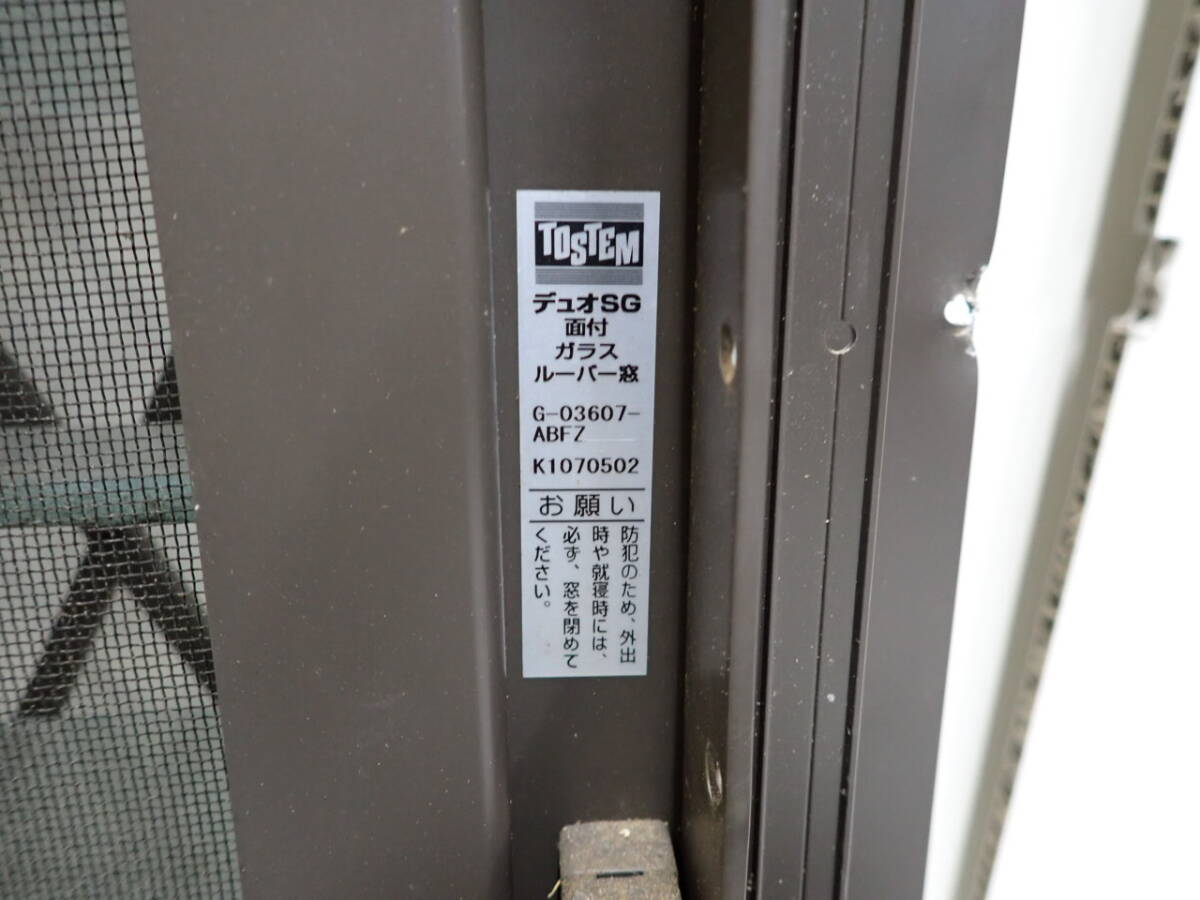 TOSTEM
デュオSG
面付
ガラス
ルーバー窓
G-03607-
ABFZ
K1070502
お願い
防犯のため、外出
時や就寝時には、
必ず、窓を閉めて
ください。